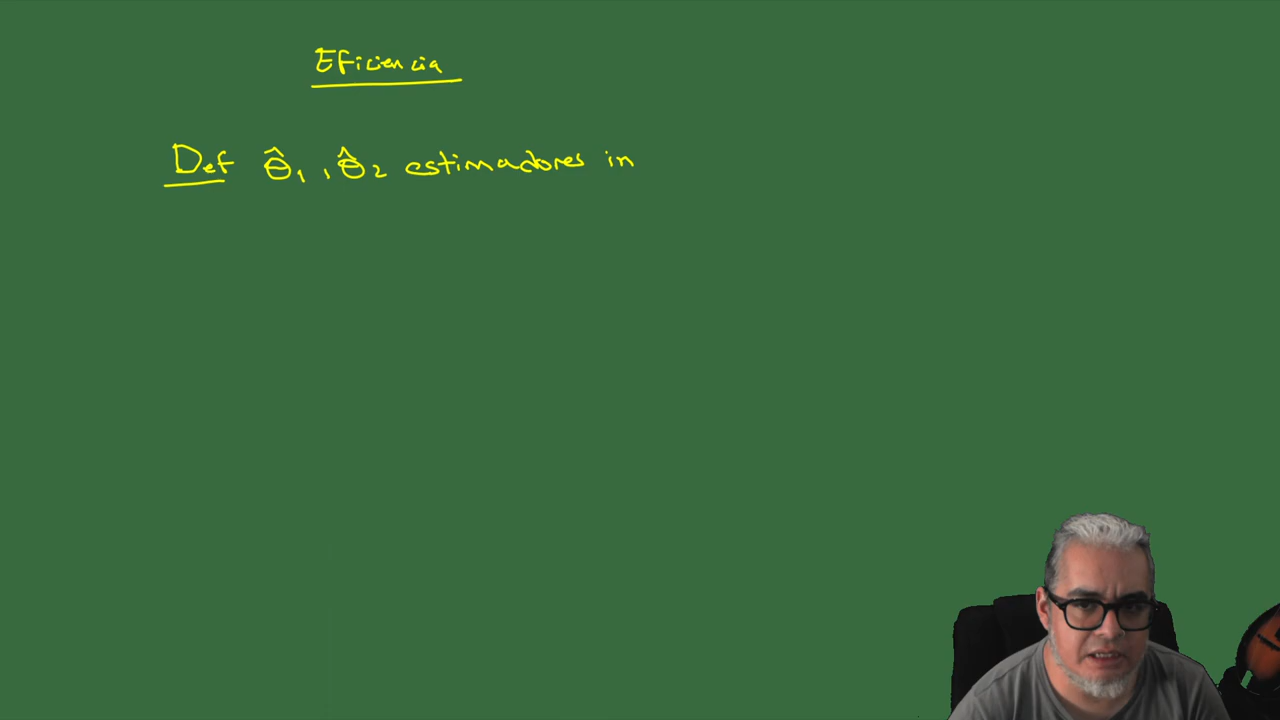 Eficiencia
Def θ̂₁ , θ̂₂ estimadores in